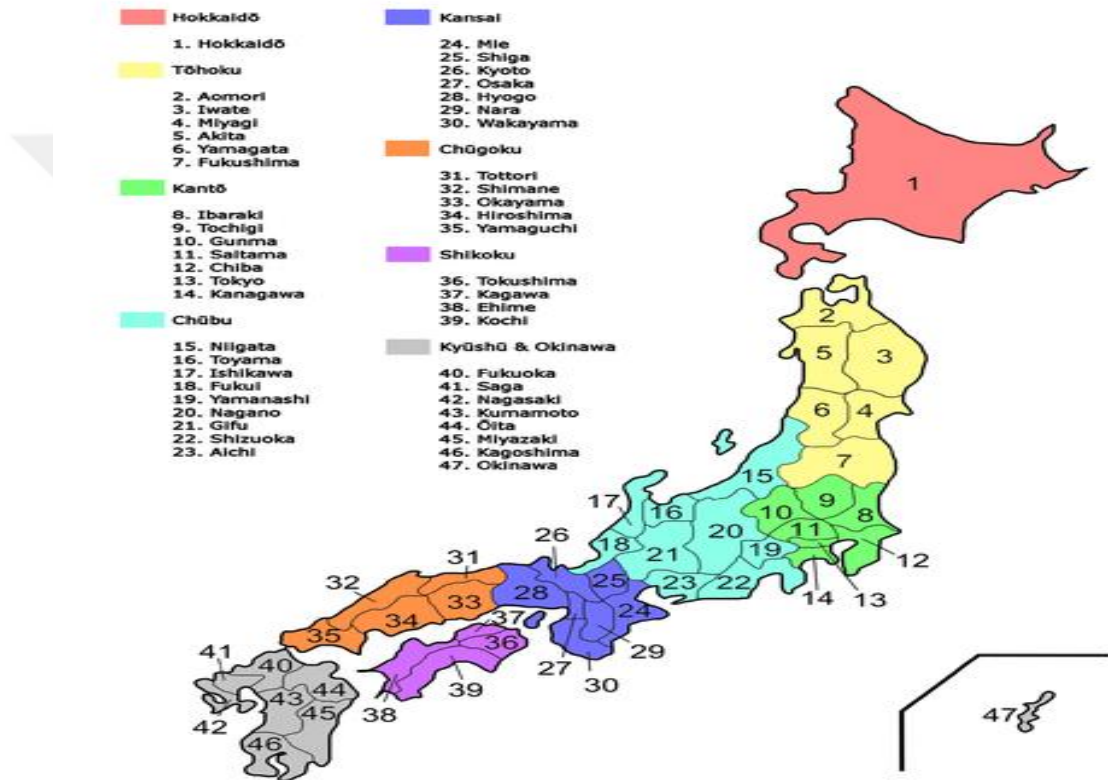 Hokkaidō
1. Hokkaidō
Tōhoku
2. Aomori
3. Iwate
4. Miyagi
5. Akita
6. Yamagata
7. Fukushima
Kantō
8. Ibaraki
9. Tochigi
10. Gunma
11. Saitama
12. Chiba
13. Tokyo
14. Kanagawa
Chūbu
15. Niigata
16. Toyama
17. Ishikawa
18. Fukui
19. Yamanashi
20. Nagano
21. Gifu
22. Shizuoka
23. Aichi
Kansai
24. Mie
25. Shiga
26. Kyoto
27. Osaka
28. Hyogo
29. Nara
30. Wakayama
Chūgoku
31. Tottori
32. Shimane
33. Okayama
34. Hiroshima
35. Yamaguchi
Shikoku
36. Tokushima
37. Kagawa
38. Ehime
39. Kochi
Kyūshū & Okinawa
40. Fukuoka
41. Saga
42. Nagasaki
43. Kumamoto
44. Ōita
45. Miyazaki
46. Kagoshima
47. Okinawa
1
2
5
3
6
4
7
15
17
16
10
9
8
20
11
18
21
19
12
26
14
13
31
25
23
22
32
28
33
24
34
37
35
36
29
41
40
27
30
39
38
44
43
42
45
46
47